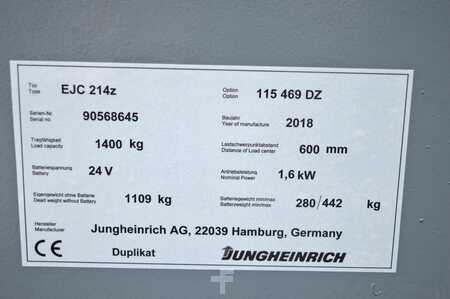 Typ
Type EJC 214z Option
Option 115 469 DZ
Serien-Nr.
Serial no 90568645 Baujahr
Year of manufacture 2018
Tragfähigkeit
Load capacity 1400 kg Lastschwerpunktabstand
Distance of Load center 600 mm
Batteriespannung
Battery 24 V Antriebsleistung
Nominal Power 1,6 kW
Eigengewicht ohne Batterie
Dead weight without Battery 1109 kg Batteriegewicht min/max
Batteryweight min/max 280/442 kg
Hersteller
Manufacturer Jungheinrich AG, 22039 Hamburg, Germany
CE Duplikat JUNGHEINRICH